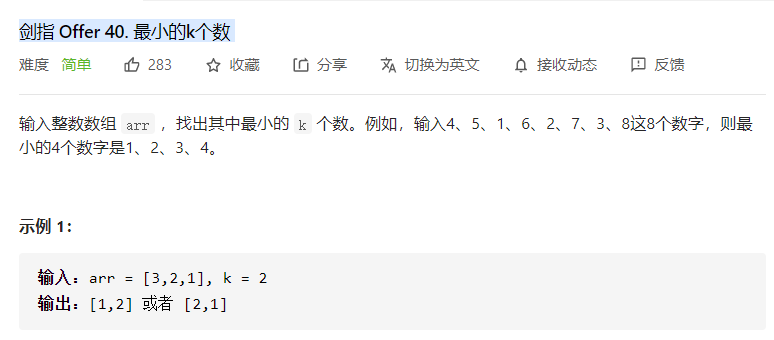 剑指 Offer 40. 最小的k个数
难度 简单 283 收藏 分享 切换为英文 接收动态 反馈
输入整数数组 arr ，找出其中最小的 k 个数。例如，输入4、5、1、6、2、7、3、8这8个数字，则最
小的4个数字是1、2、3、4。
示例 1：
输入：arr = [3,2,1], k = 2
输出：[1,2] 或者 [2,1]